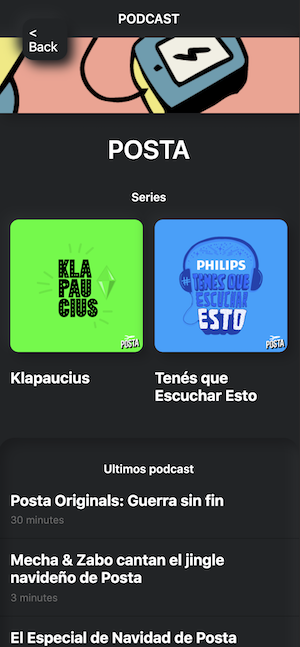 PODCAST
<
Back
POSTA
Series
KLA
PAU
CIUS
POSTA
PHILIPS
#TENÉS QUE
ESCUCHAR
ESTO
POSTA
Klapaucius
Tenés que
Escuchar Esto
Ultimos podcast
Posta Originals: Guerra sin fin
30 minutes
Mecha & Zabo cantan el jingle
navideño de Posta
3 minutes
El Especial de Navidad de Posta